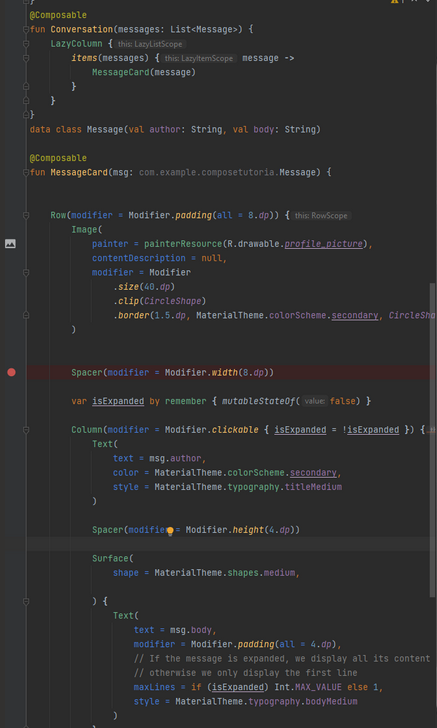 @Composable
fun Conversation(messages: List<Message>) {
LazyColumn { this: LazyListScope
items(messages) { this: LazyItemScope message ->
MessageCard(message)
}
}
}
data class Message(val author: String, val body: String)
@Composable
fun MessageCard(msg: com.example.composetutoria.Message) {
Row(modifier = Modifier.padding(all = 8.dp)) { this: RowScope
Image(
painter = painterResource(R.drawable.profile_picture),
contentDescription = null,
modifier = Modifier
.size(40.dp)
.clip(CircleShape)
.border(1.5.dp, MaterialTheme.colorScheme.secondary, CircleSha
)
Spacer(modifier = Modifier.width(8.dp))
var isExpanded by remember { mutableStateOf( value: false) }
Column(modifier = Modifier.clickable { isExpanded = !isExpanded }) {
Text(
text = msg.author,
color = MaterialTheme.colorScheme.secondary,
style = MaterialTheme.typography.titleMedium
)
Spacer(modifier = Modifier.height(4.dp))
Surface(
shape = MaterialTheme.shapes.medium,
) {
Text(
text = msg.body,
modifier = Modifier.padding(all = 4.dp),
// If the message is expanded, we display all its content
// otherwise we only display the first line
maxLines = if (isExpanded) Int.MAX_VALUE else 1,
style = MaterialTheme.typography.bodyMedium
)